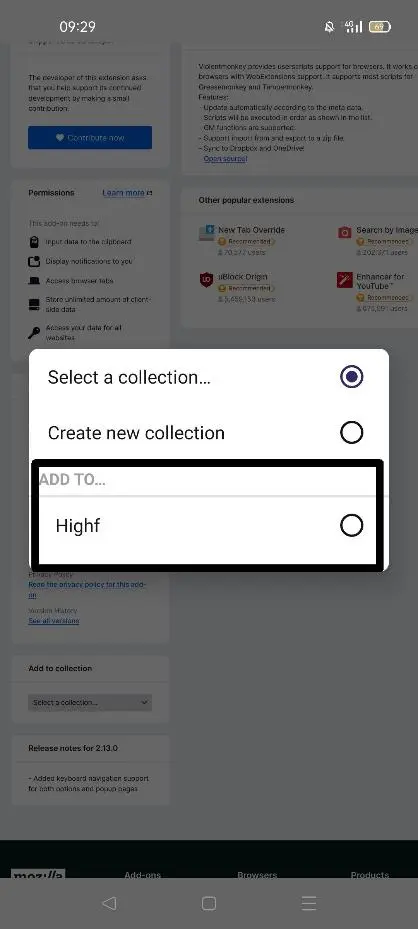 09:29
4G
69
The developer of this extension asks
that you help support its continued
development by making a small
contribution.
Contribute now
Permissions
Learn more
This add-on needs to:
Input data to the clipboard
Display notifications to you
Access browser tabs
Store unlimited amount of client-
side data
Access your data for all
websites
Violentmonkey provides userscripts support for browsers. It works o
browsers with WebExtensions support. It supports most scripts for
Greasemonkey and Tampermonkey.
Features:
- Update automatically according to the meta data.
- Scripts will be executed in order as shown in the list.
- GM functions are supported.
- Support import from and export to a zip file.
- Sync to Dropbox and OneDrive!
Open source!
Other popular extensions
New Tab Override
Recommended
70,577 users
Search by Image
Recommended
202,371 users
uBlock Origin
Recommended
5,459,153 users
Enhancer for
YouTube™
Recommended
675,991 users
Select a collection...
Create new collection
ADD TO...
Highf
Privacy Policy
Read the privacy policy for this add-
on
Version History
See all versions
Add to collection
Select a collection...
Release notes for 2.13.0
- Added keyboard navigation support
for both options and popup pages
moz://a
Add-ons
Browsers
Products